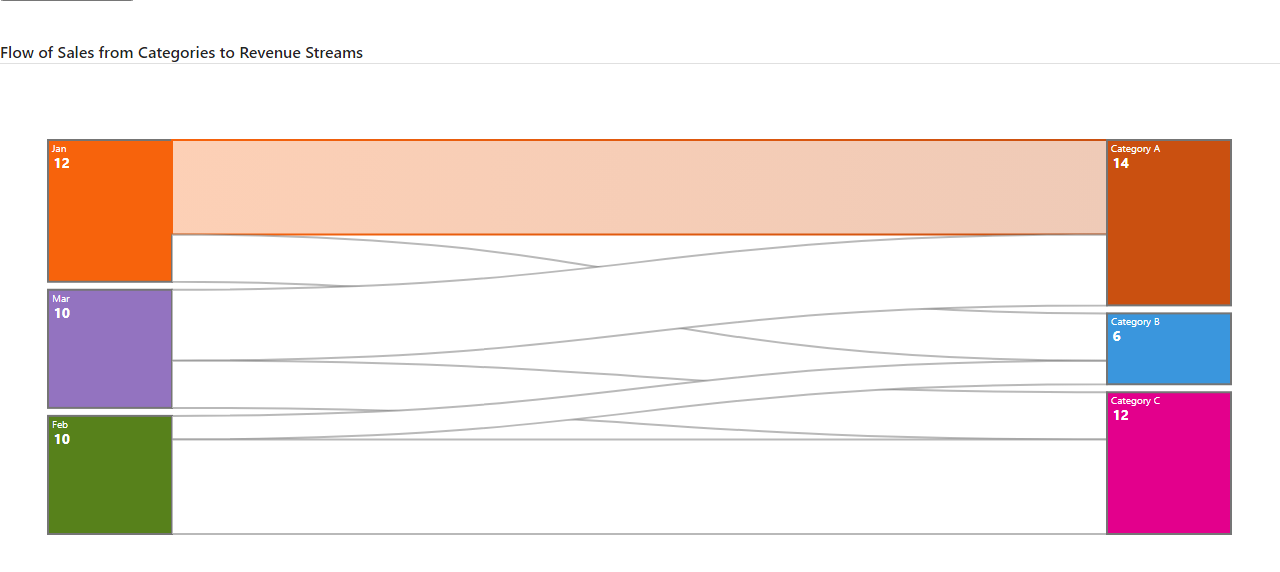 Flow of Sales from Categories to Revenue Streams
Jan
12
Category A
14
Mar
10
Category B
6
Category C
12
Feb
10